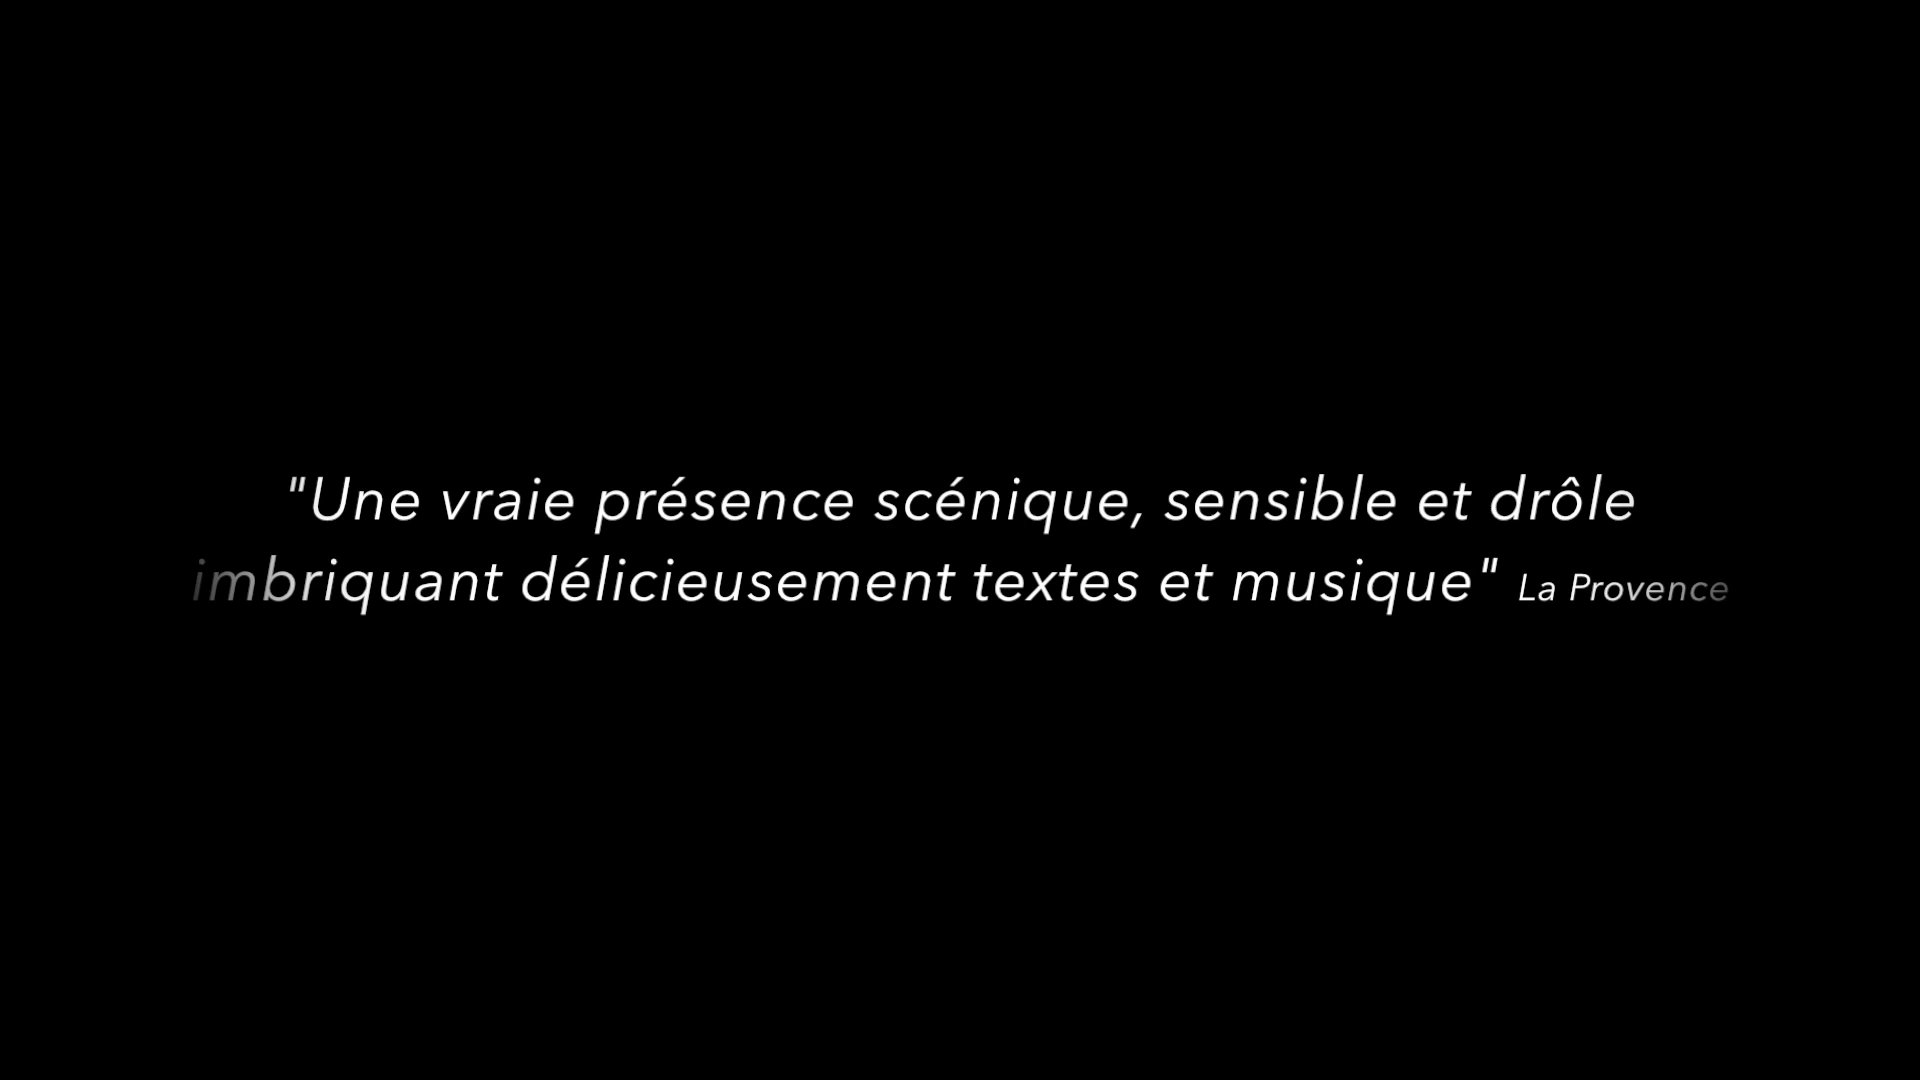 "Une vraie présence scénique, sensible et drôle
imbriquant délicieusement textes et musique" La Provence